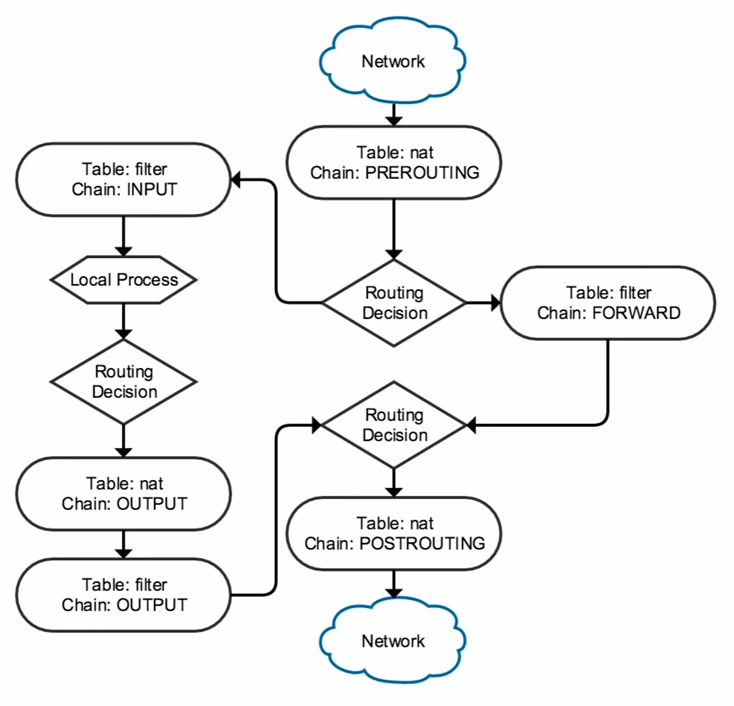 Network
Table: nat
Chain: PREROUTING
Table: filter
Chain: INPUT
Local Process
Routing
Decision
Table: filter
Chain: FORWARD
Routing
Decision
Routing
Decision
Table: nat
Chain: OUTPUT
Table: nat
Chain: POSTROUTING
Table: filter
Chain: OUTPUT
Network